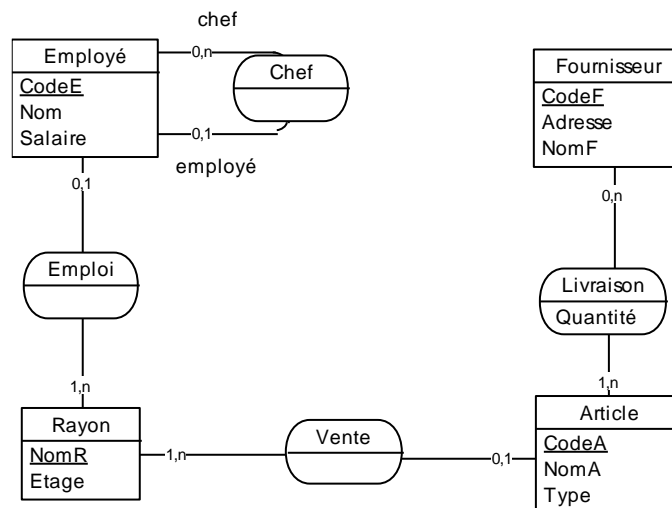 chef
Employé
CodeE
Nom
Salaire
0,n
Chef
0,1
employé
Fournisseur
CodeF
Adresse
NomF
0,1
0,n
Emploi
Livraison
Quantité
1,n
1,n
Rayon
NomR
Etage
1,n
Vente
0,1
Article
CodeA
NomA
Type